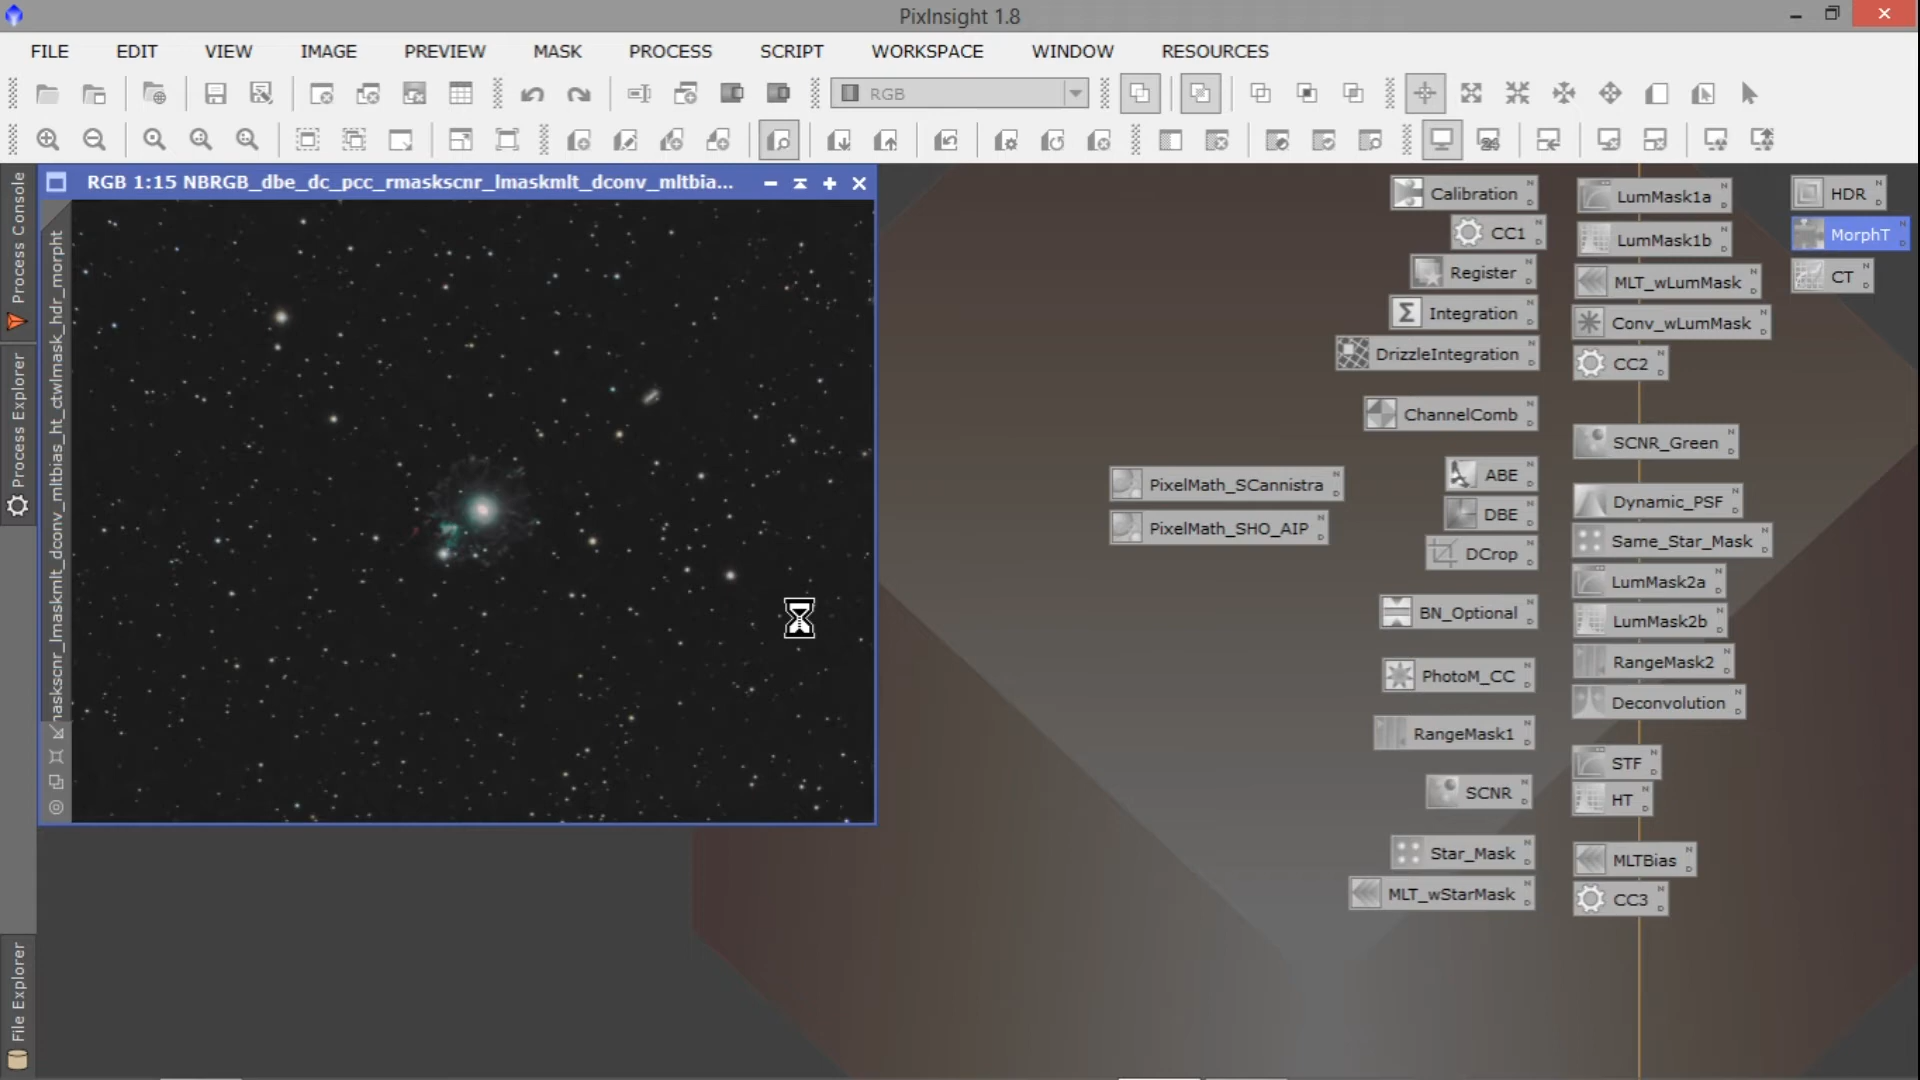 PixInsight 1.8
FILE EDIT VIEW IMAGE PREVIEW MASK PROCESS SCRIPT WORKSPACE WINDOW RESOURCES
RGB
24
RGB 1:15 NBRGB_dbe_dc_pcc_rmaskscnr_lmaskmlt_dconv_mltbia...
Process Console
Process Explorer
File Explorer
naskscnr_lmaskmlt_dconv_mltbias_ht_ctwlmask_hdr_morpht
PixelMath_SCannistra
PixelMath_SHO_AIP
Calibration
CC1
Register
Integration
DrizzleIntegration
ChannelComb
ABE
DBE
DCrop
BN_Optional
PhotoM_CC
RangeMask1
SCNR
Star_Mask
MLT_wStarMask
LumMask1a
LumMask1b
MLT_wLumMask
Conv_wLumMask
CC2
SCNR_Green
Dynamic_PSF
Same_Star_Mask
LumMask2a
LumMask2b
RangeMask2
Deconvolution
STF
HT
MLTBias
CC3
HDR
MorphT
CT